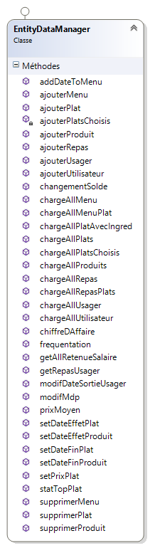 EntityDataManager
Classe
Méthodes
addDateToMenu
ajouterMenu
ajouterPlat
ajouterPlatsChoisis
ajouterProduit
ajouterRepas
ajouterUsager
ajouterUtilisateur
changementSolde
chargeAllMenu
chargeAllMenuPlat
chargeAllPlatAvecIngred
chargeAllPlats
chargeAllPlatsChoisis
chargeAllProduits
chargeAllRepas
chargeAllRepasPlats
chargeAllUsager
chargeAllUtilisateur
chiffreDAffaire
frequentation
getAllRetenueSalaire
getRepasUsager
modifDateSortieUsager
modifMdp
prixMoyen
setDateEffetPlat
setDateEffetProduit
setDateFinPlat
setDateFinProduit
setPrixPlat
statTopPlat
supprimerMenu
supprimerPlat
supprimerProduit